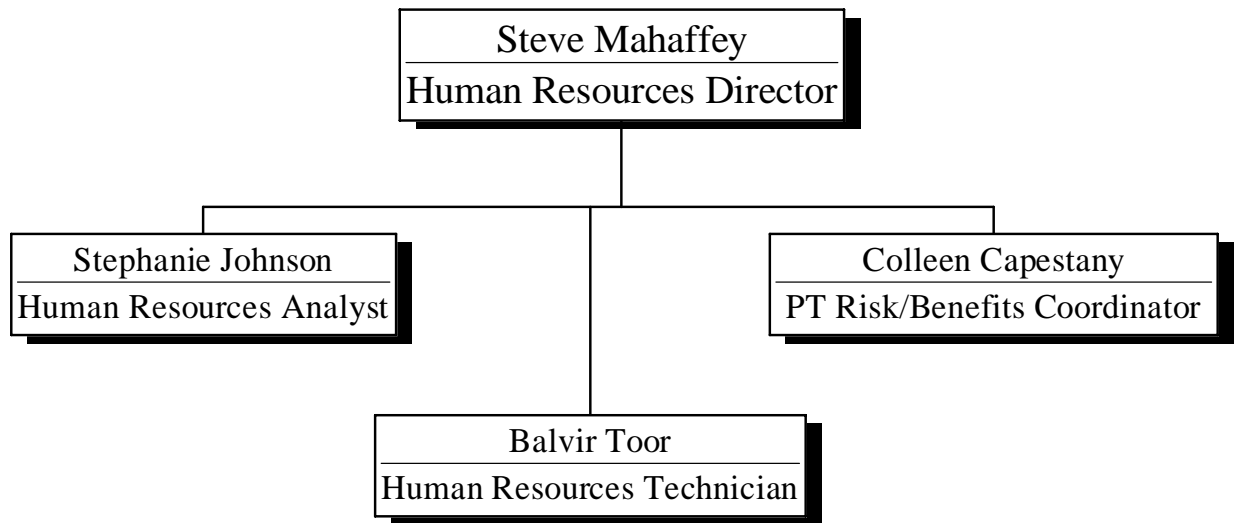 Steve Mahaffey
Human Resources Director
Stephanie Johnson
Human Resources Analyst
Colleen Capestany
PT Risk/Benefits Coordinator
Balvir Toor
Human Resources Technician